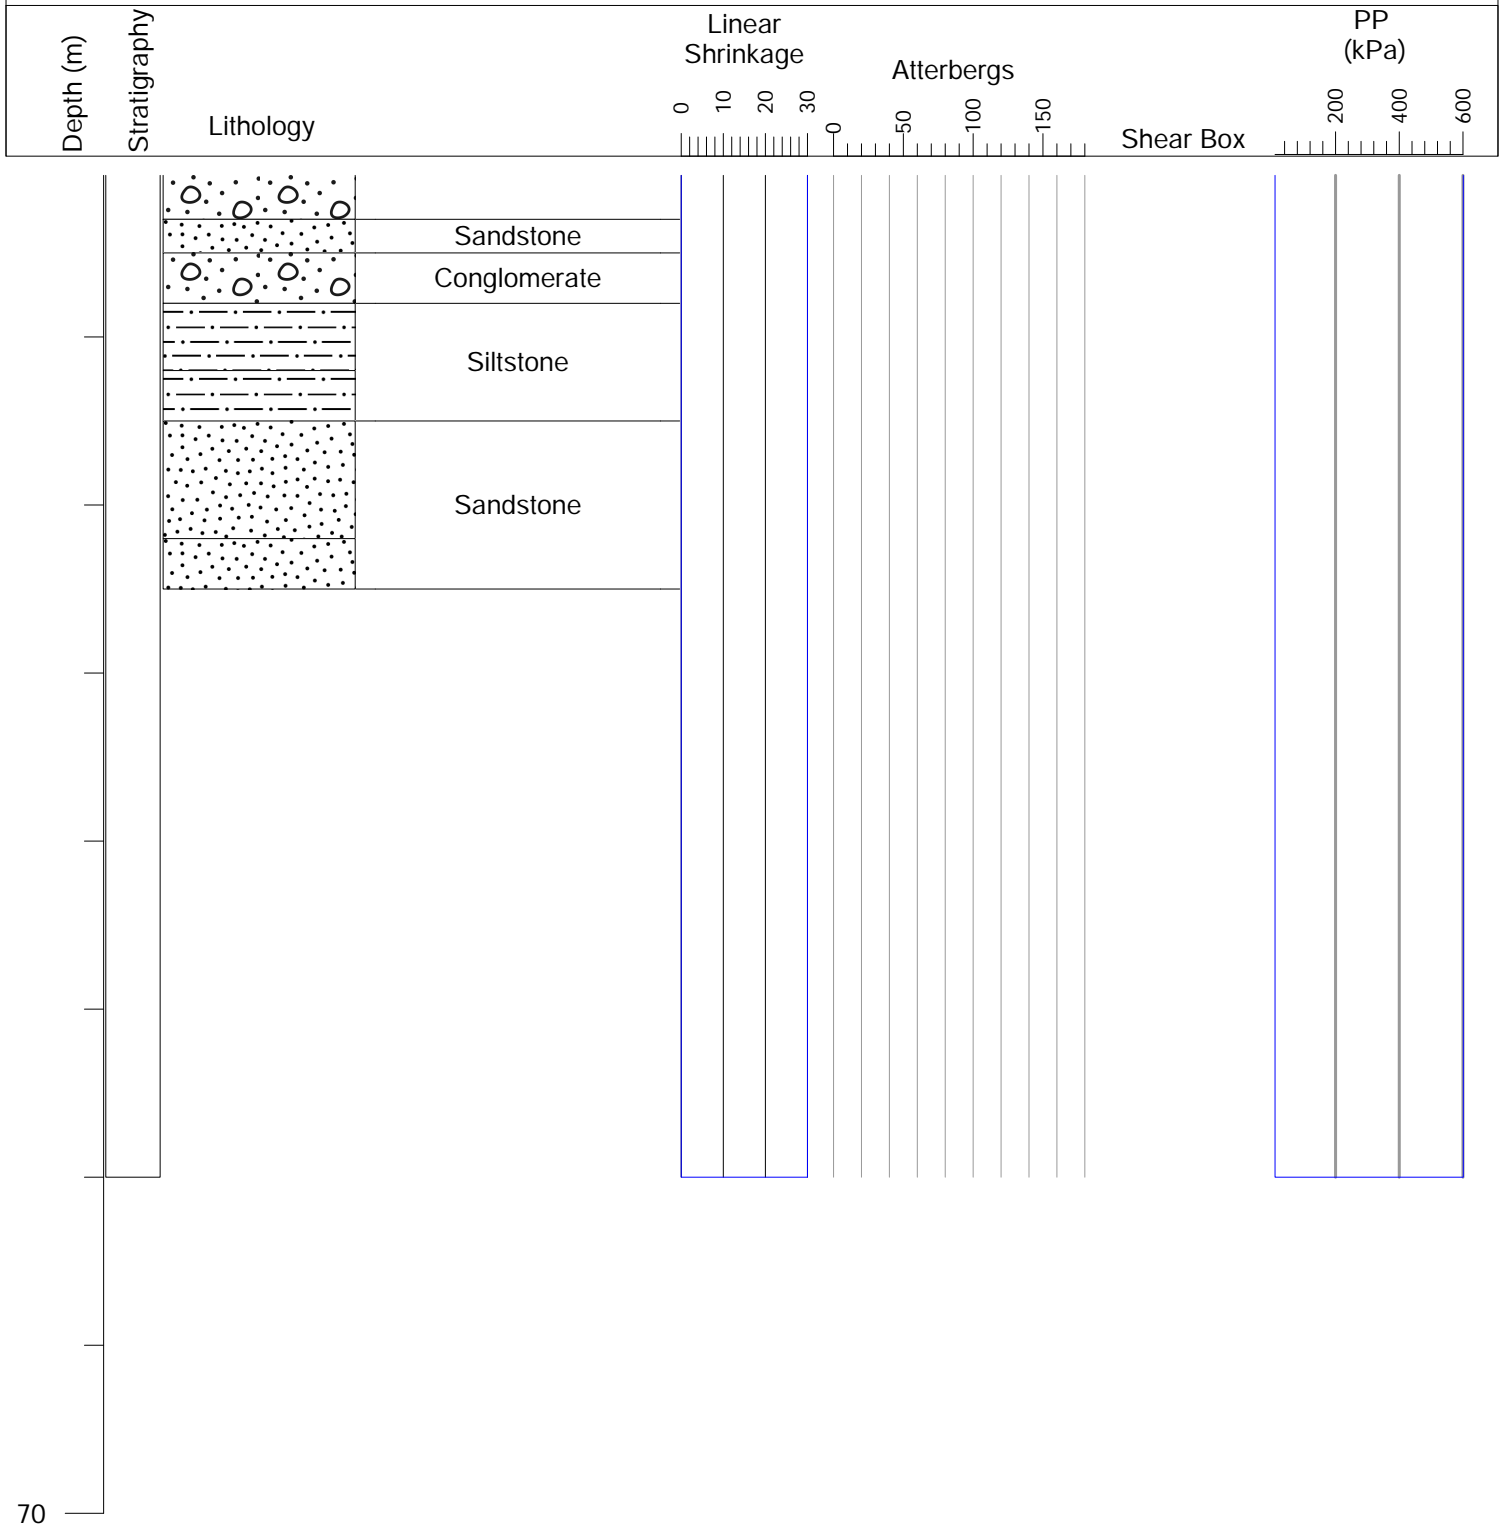 Depth (m)
Stratigraphy
Lithology
Linear
Shrinkage
0
10
20
30
Atterbergs
0
50
100
150
Shear Box
PP
(kPa)
200
400
600
Sandstone
Conglomerate
Siltstone
Sandstone
70